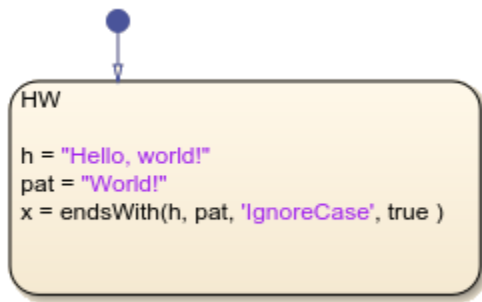 HW
h = "Hello, world!"
pat = "World!"
x = endsWith(h, pat, 'IgnoreCase', true )